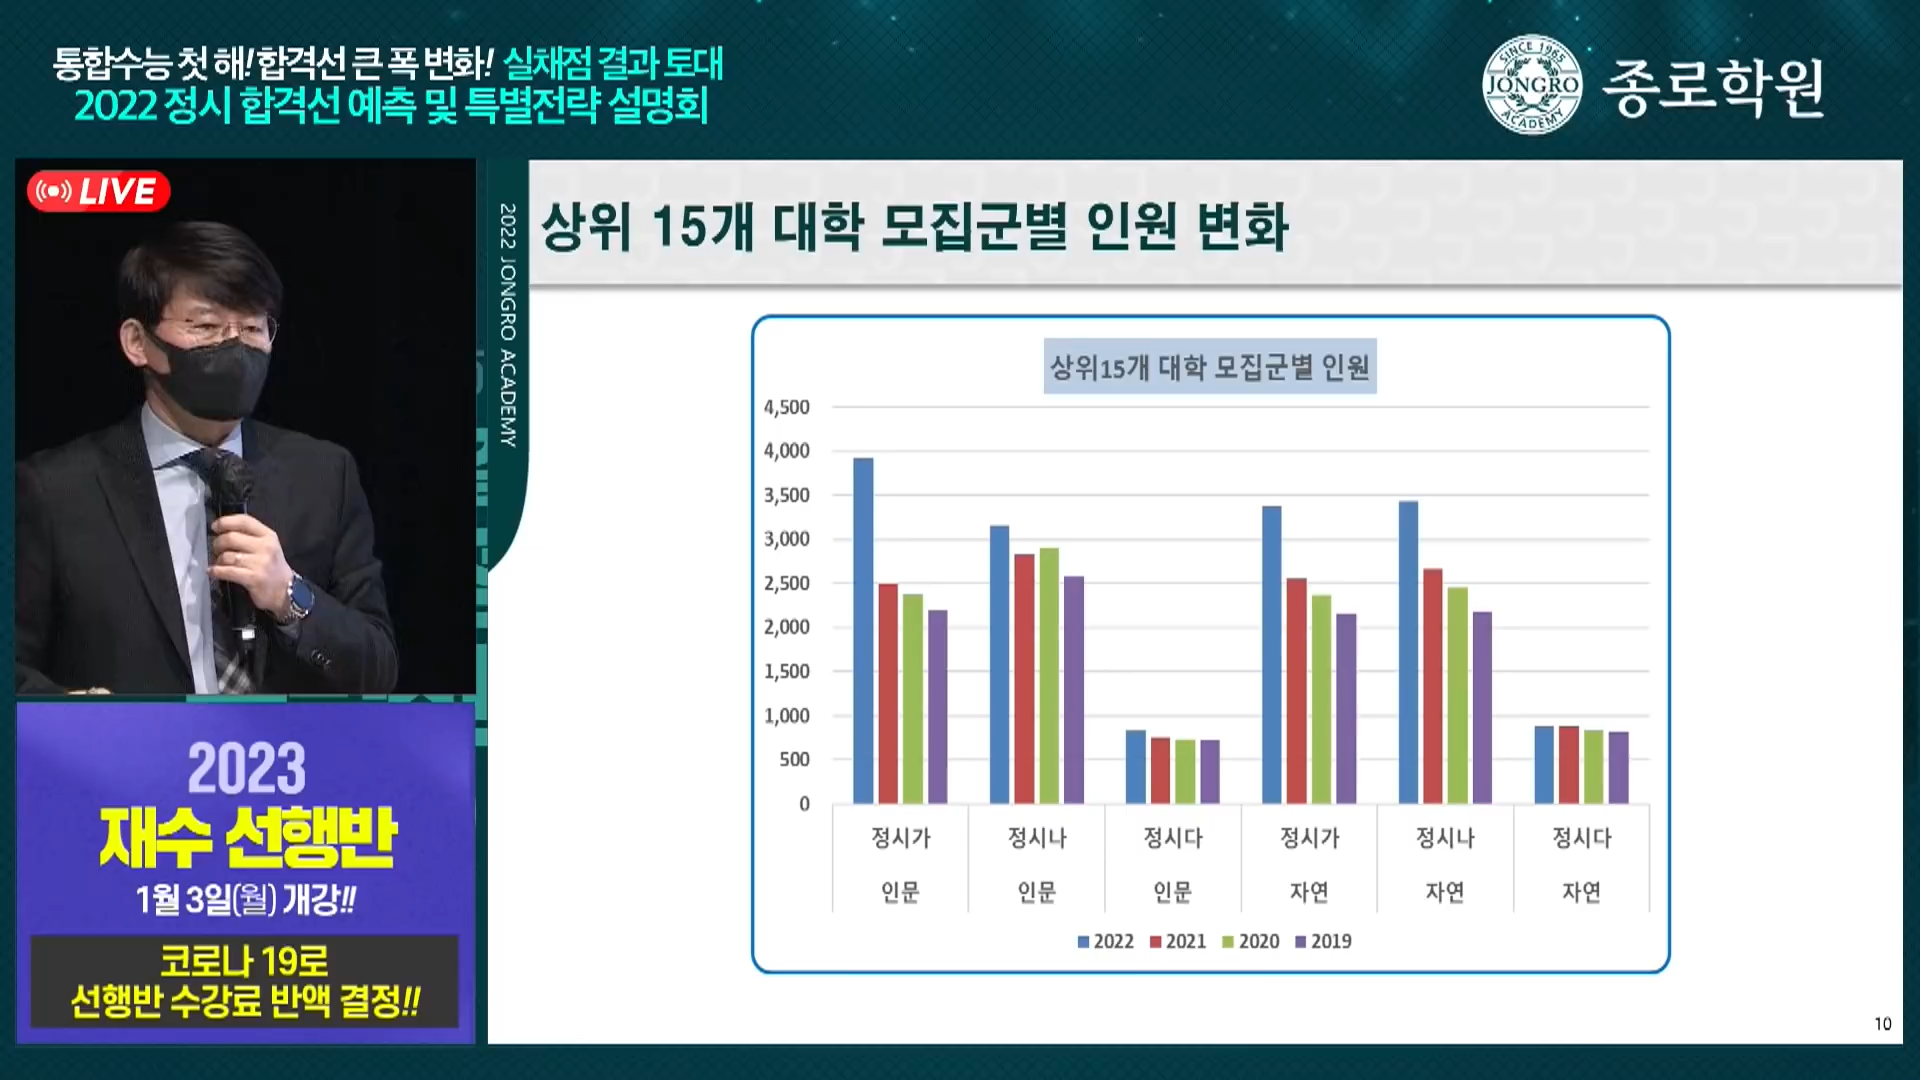 통합수능 첫 해! 합격선 큰 폭 변화! 실채점 결과 토대
2022 정시 합격선 예측 및 특별전략 설명회
SINCE 1965
JONGRO
ACADEMY
종로학원
LIVE
2022 JONGRO ACADEMY
상위 15개 대학 모집군별 인원 변화
상위15개 대학 모집군별 인원
4,500
4,000
3,500
3,000
2,500
2,000
1,500
1,000
500
0
정시가 정시나 정시다 정시가 정시나 정시다
인문 인문 인문 자연 자연 자연
2022 2021 2020 2019
10
2023
재수 선행반
1월 3일(월) 개강!!
코로나 19로
선행반 수강료 반액 결정!!